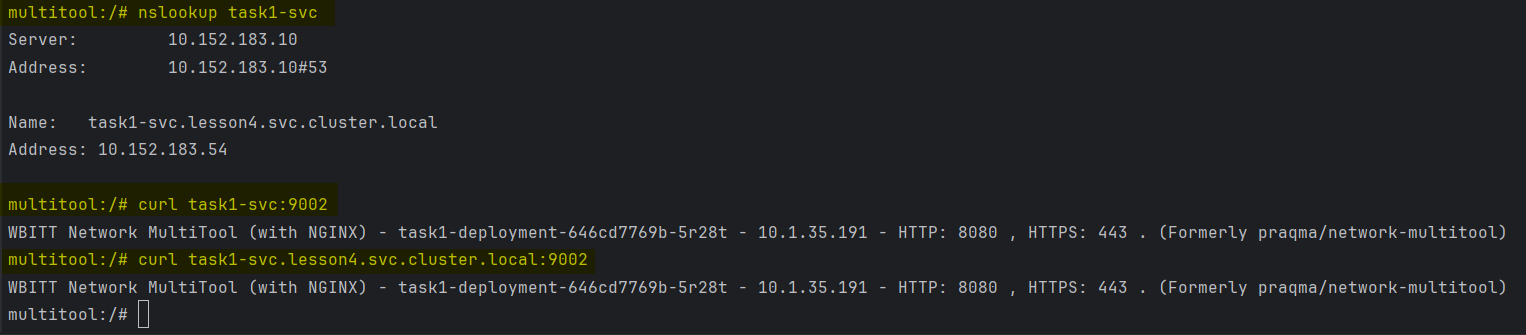 multitool:/# nslookup task1-svc
Server:         10.152.183.10
Address:        10.152.183.10#53
Name:   task1-svc.lesson4.svc.cluster.local
Address: 10.152.183.54
multitool:/# curl task1-svc:9002
WBITT Network MultiTool (with NGINX) - task1-deployment-646cd7769b-5r28t - 10.1.35.191 - HTTP: 8080 , HTTPS: 443 . (Formerly praqma/network-multitool)
multitool:/# curl task1-svc.lesson4.svc.cluster.local:9002
WBITT Network MultiTool (with NGINX) - task1-deployment-646cd7769b-5r28t - 10.1.35.191 - HTTP: 8080 , HTTPS: 443 . (Formerly praqma/network-multitool)
multitool:/#